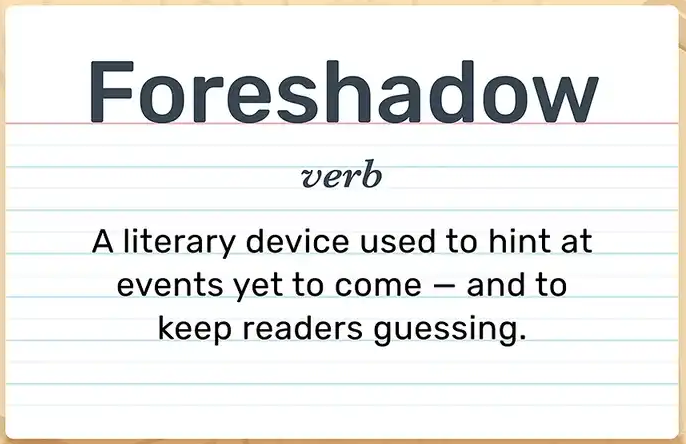 Foreshadow
verb
A literary device used to hint at
events yet to come – and to
keep readers guessing.